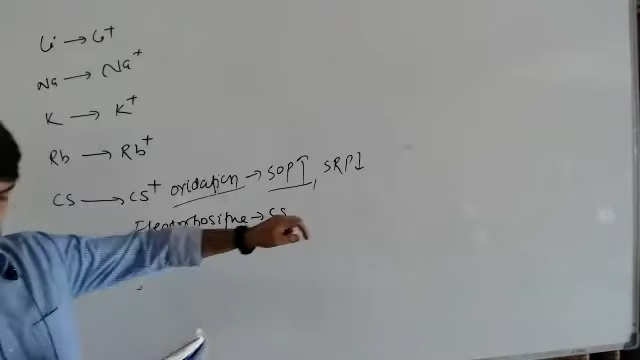 Li → Li+
Na → Na+
K → K+
Rb → Rb+
Cs → Cs+ oxidation → SOP↑, SRP↓
Electropositive → Cs